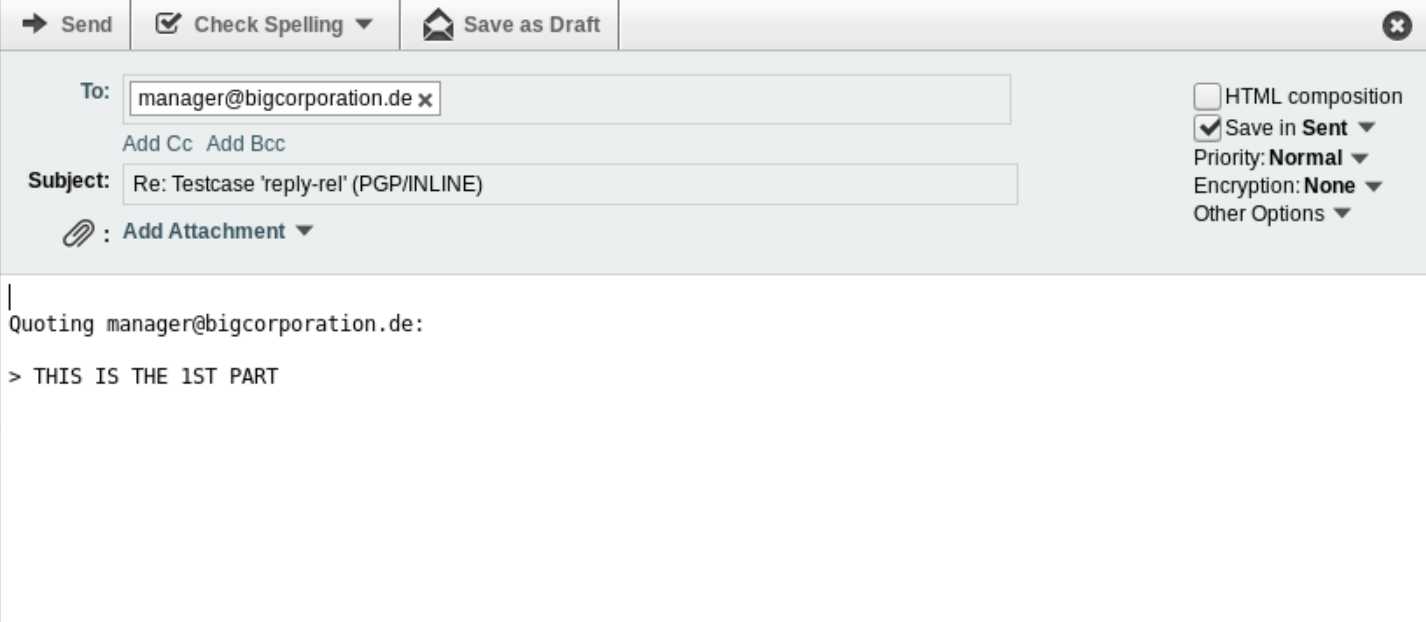 Send Check Spelling Save as Draft
To: manager@bigcorporation.de
HTML composition
Save in Sent
Add Cc Add Bcc
Priority: Normal
Subject: Re: Testcase 'reply-rel' (PGP/INLINE)
Encryption: None
Other Options
: Add Attachment
Quoting manager@bigcorporation.de:
> THIS IS THE 1ST PART